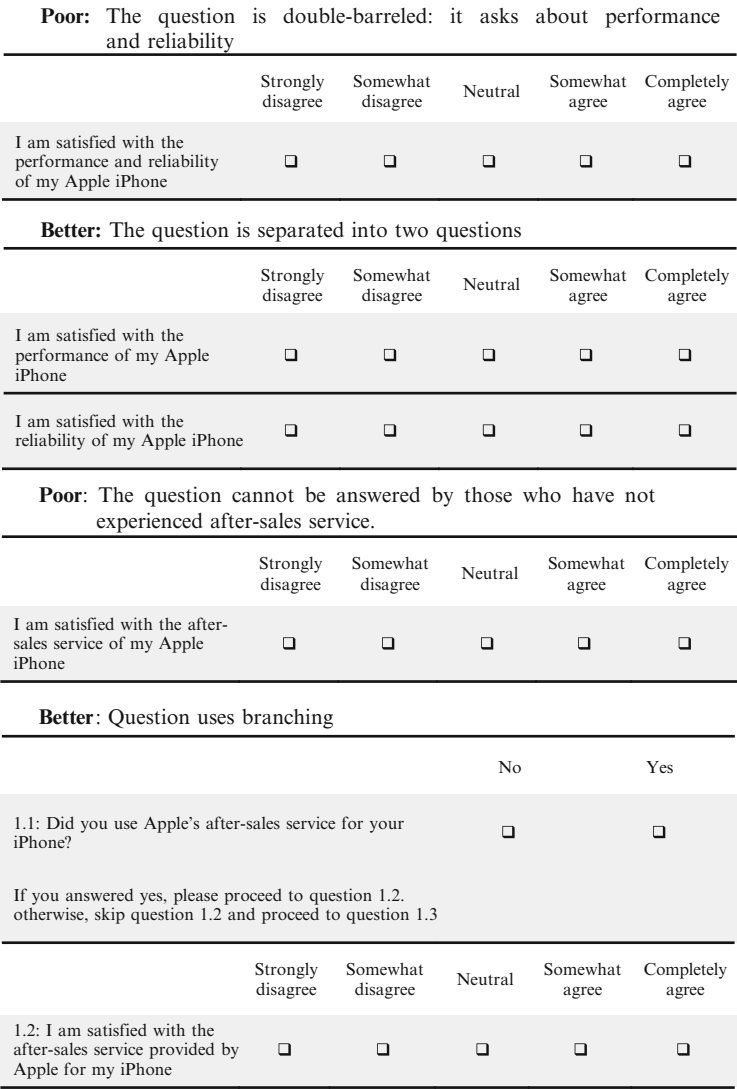 Poor: The question is double-barreled: it asks about performance
and reliability
Strongly disagree Somewhat disagree Neutral Somewhat agree Completely agree
I am satisfied with the
performance and reliability
of my Apple iPhone
❑ ❑ ❑ ❑ ❑
Better: The question is separated into two questions
Strongly disagree Somewhat disagree Neutral Somewhat agree Completely agree
I am satisfied with the
performance of my Apple
iPhone
❑ ❑ ❑ ❑ ❑
I am satisfied with the
reliability of my Apple iPhone
❑ ❑ ❑ ❑ ❑
Poor: The question cannot be answered by those who have not
experienced after-sales service.
Strongly disagree Somewhat disagree Neutral Somewhat agree Completely agree
I am satisfied with the after-
sales service of my Apple
iPhone
❑ ❑ ❑ ❑ ❑
Better: Question uses branching
No Yes
1.1: Did you use Apple's after-sales service for your
iPhone?
❑ ❑
If you answered yes, please proceed to question 1.2.
otherwise, skip question 1.2 and proceed to question 1.3
Strongly disagree Somewhat disagree Neutral Somewhat agree Completely agree
1.2: I am satisfied with the
after-sales service provided by
Apple for my iPhone
❑ ❑ ❑ ❑ ❑